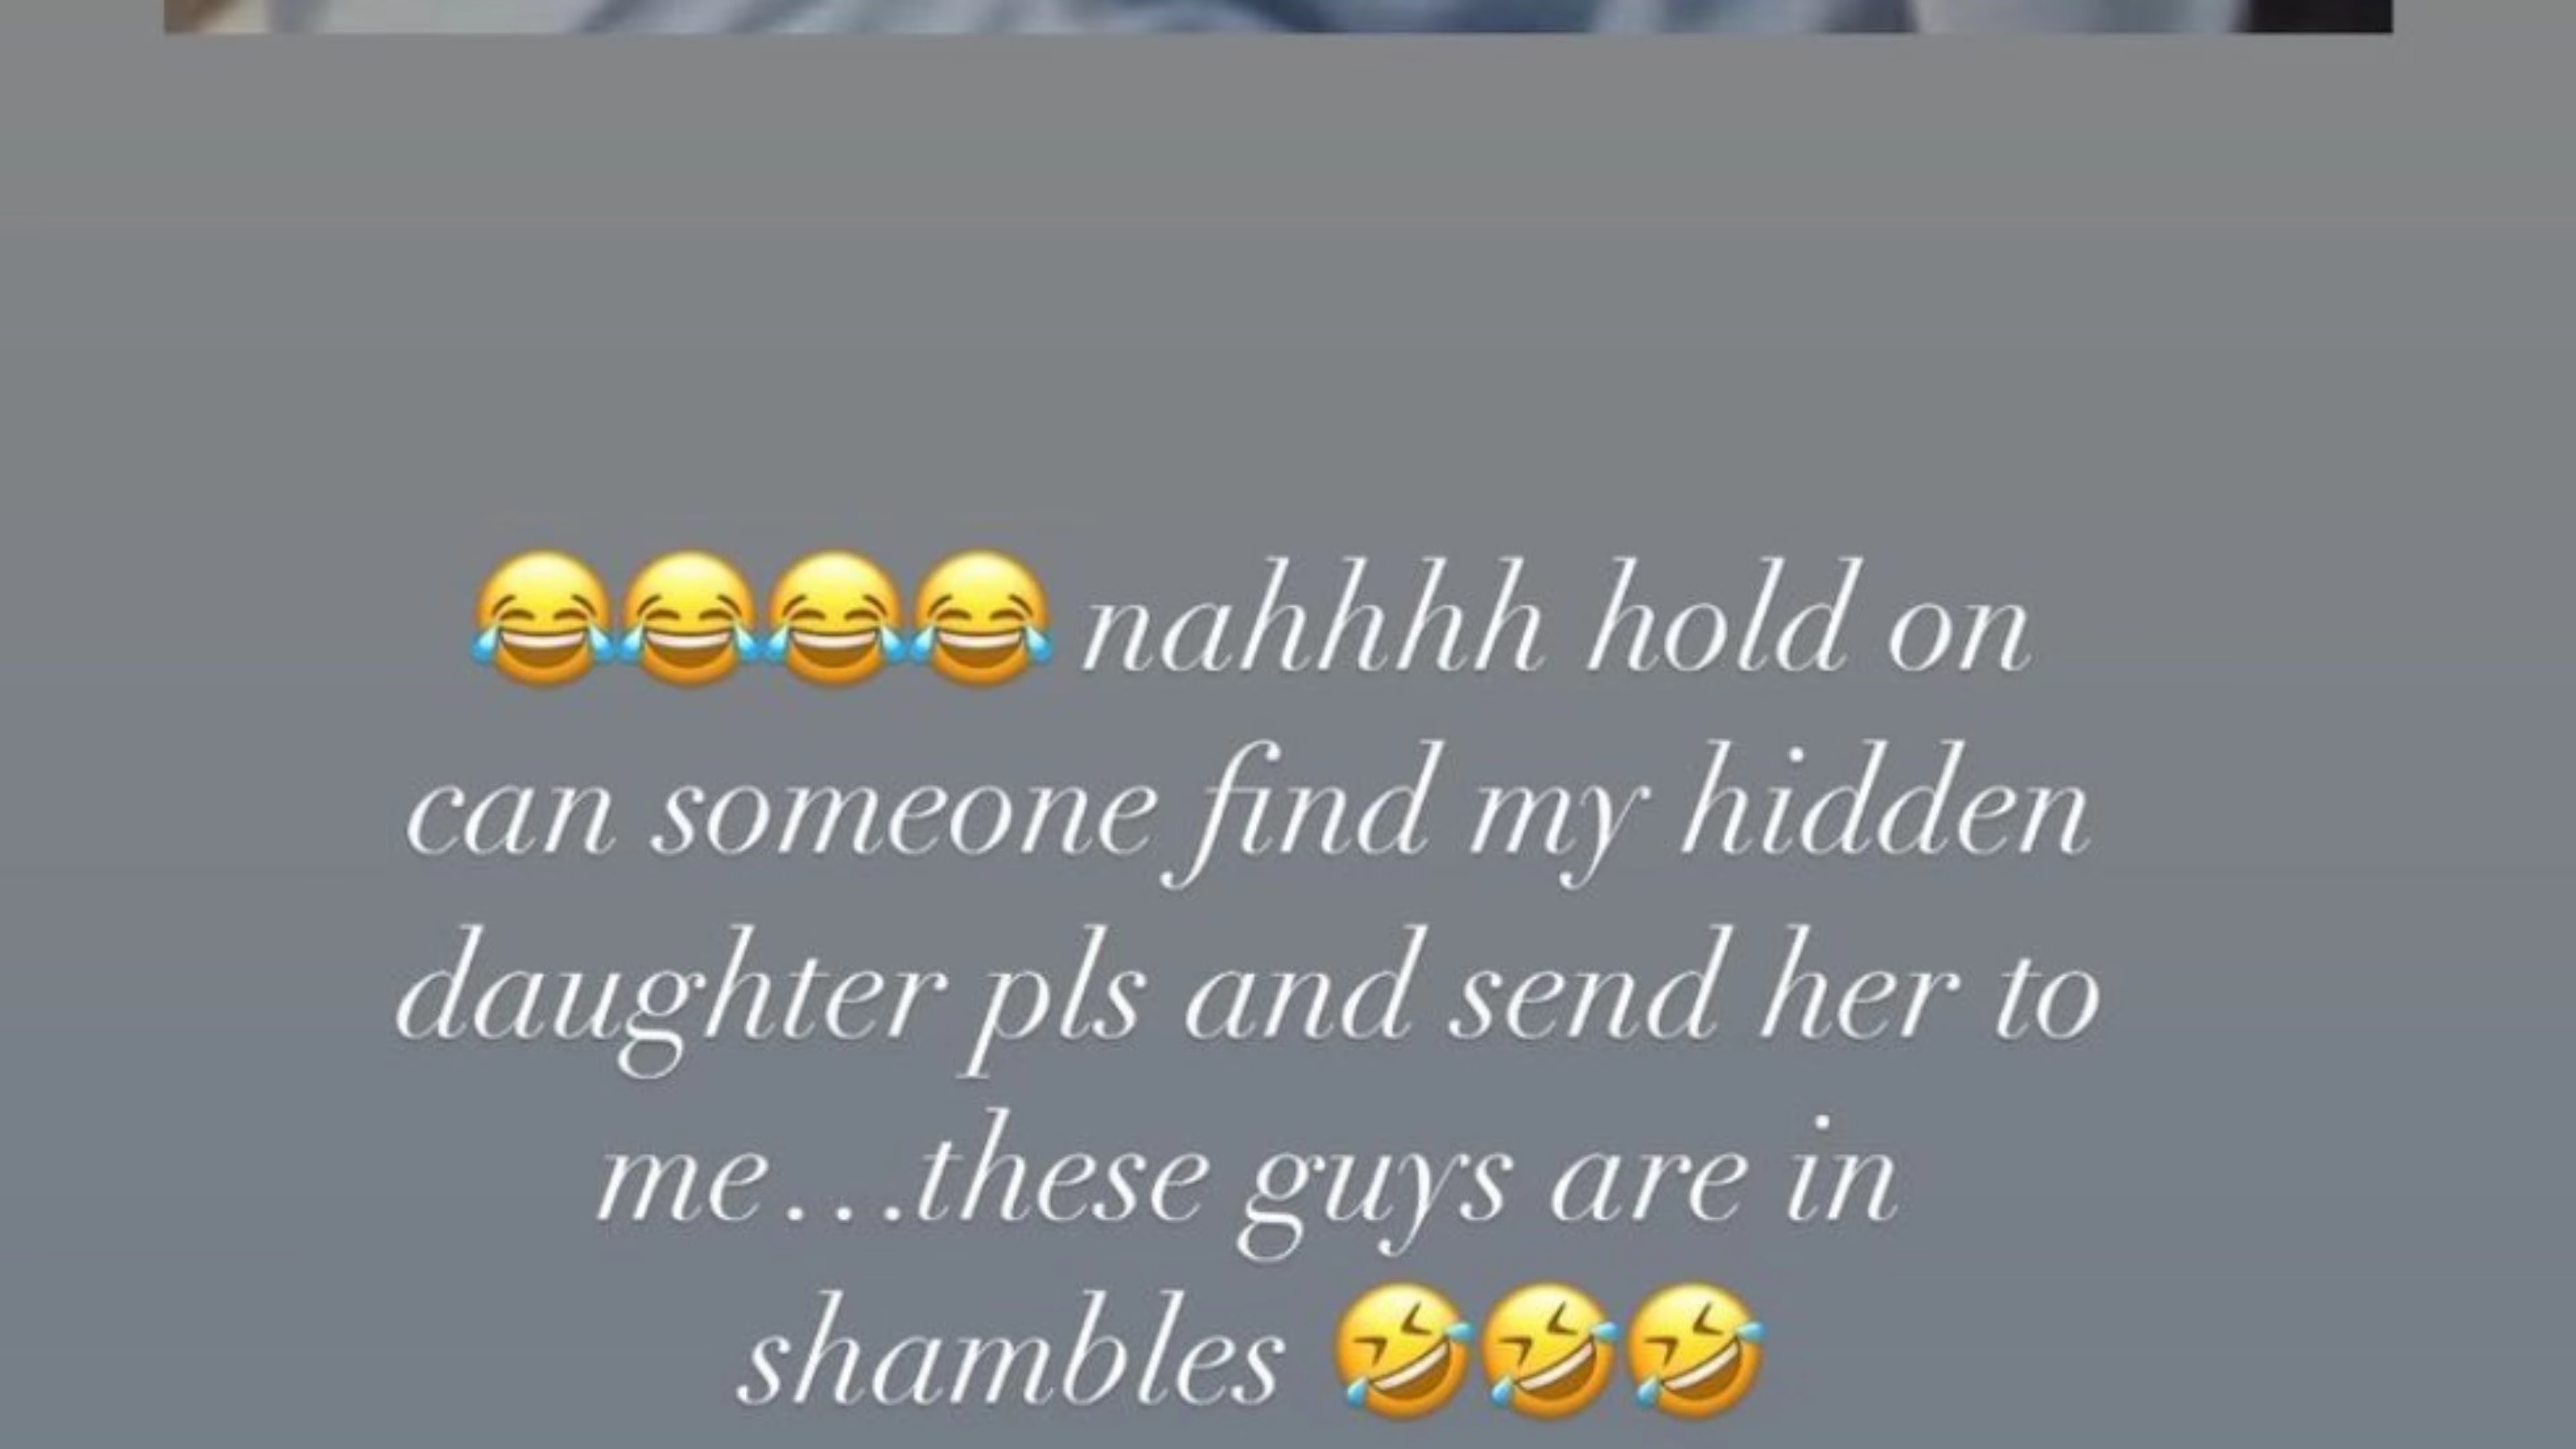 😂😂😂😂 nahhhh hold on
can someone find my hidden
daughter pls and send her to
me...these guys are in
shambles 🤣🤣🤣